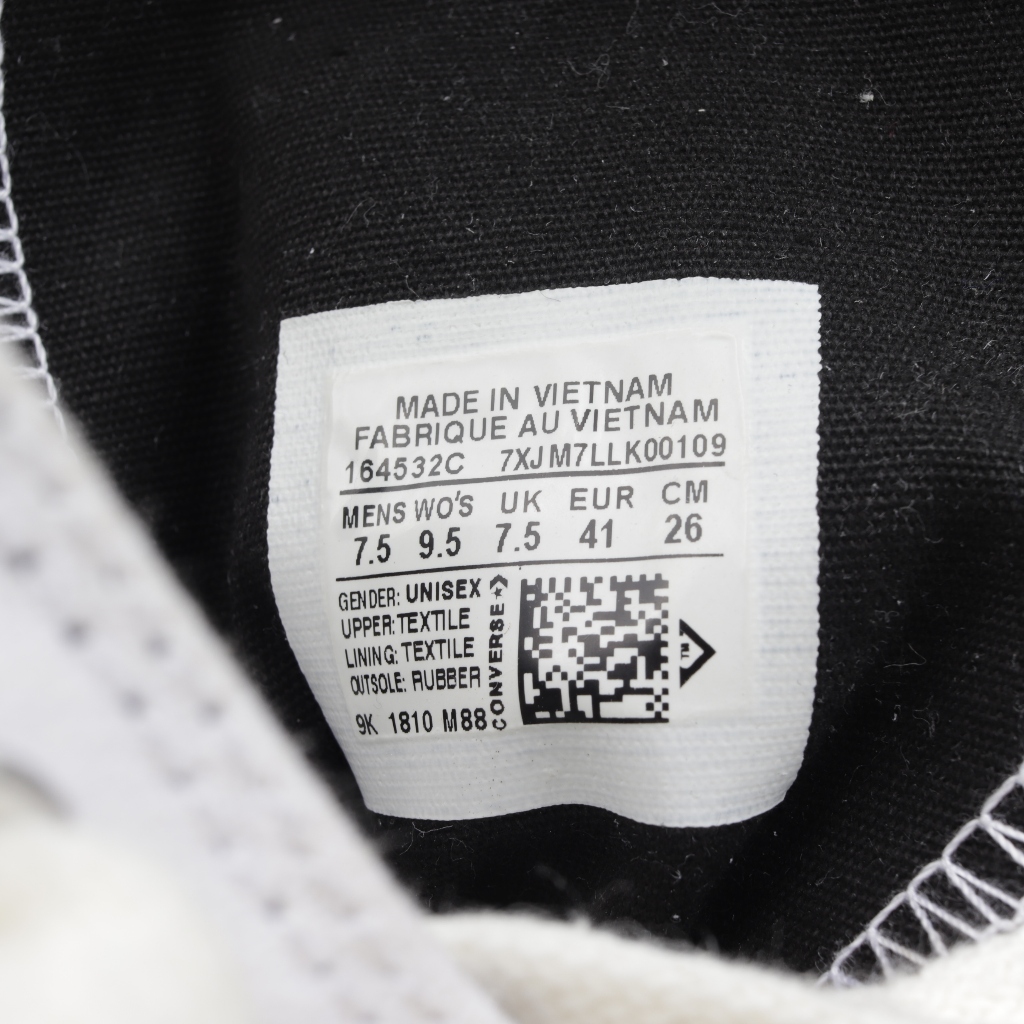 MADE IN VIETNAM
FABRIQUE AU VIETNAM
164532C 7XJM7LLK00109
MENS WO'S UK EUR CM
7.5 9.5 7.5 41 26
GENDER: UNISEX
UPPER: TEXTILE
LINING: TEXTILE
OUTSOLE: RUBBER
9K 1810 M88
CONVERSE
TM